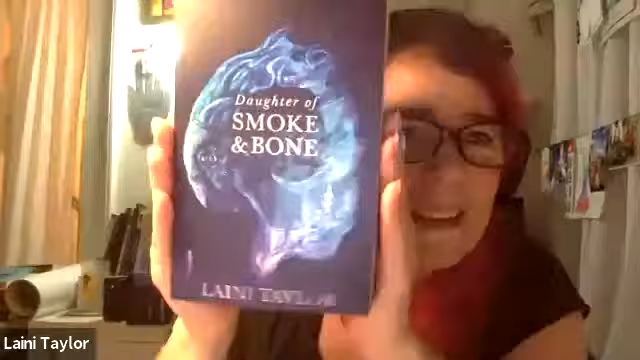 Daughter of
SMOKE
& BONE
LAINI TAYLOR
Laini Taylor